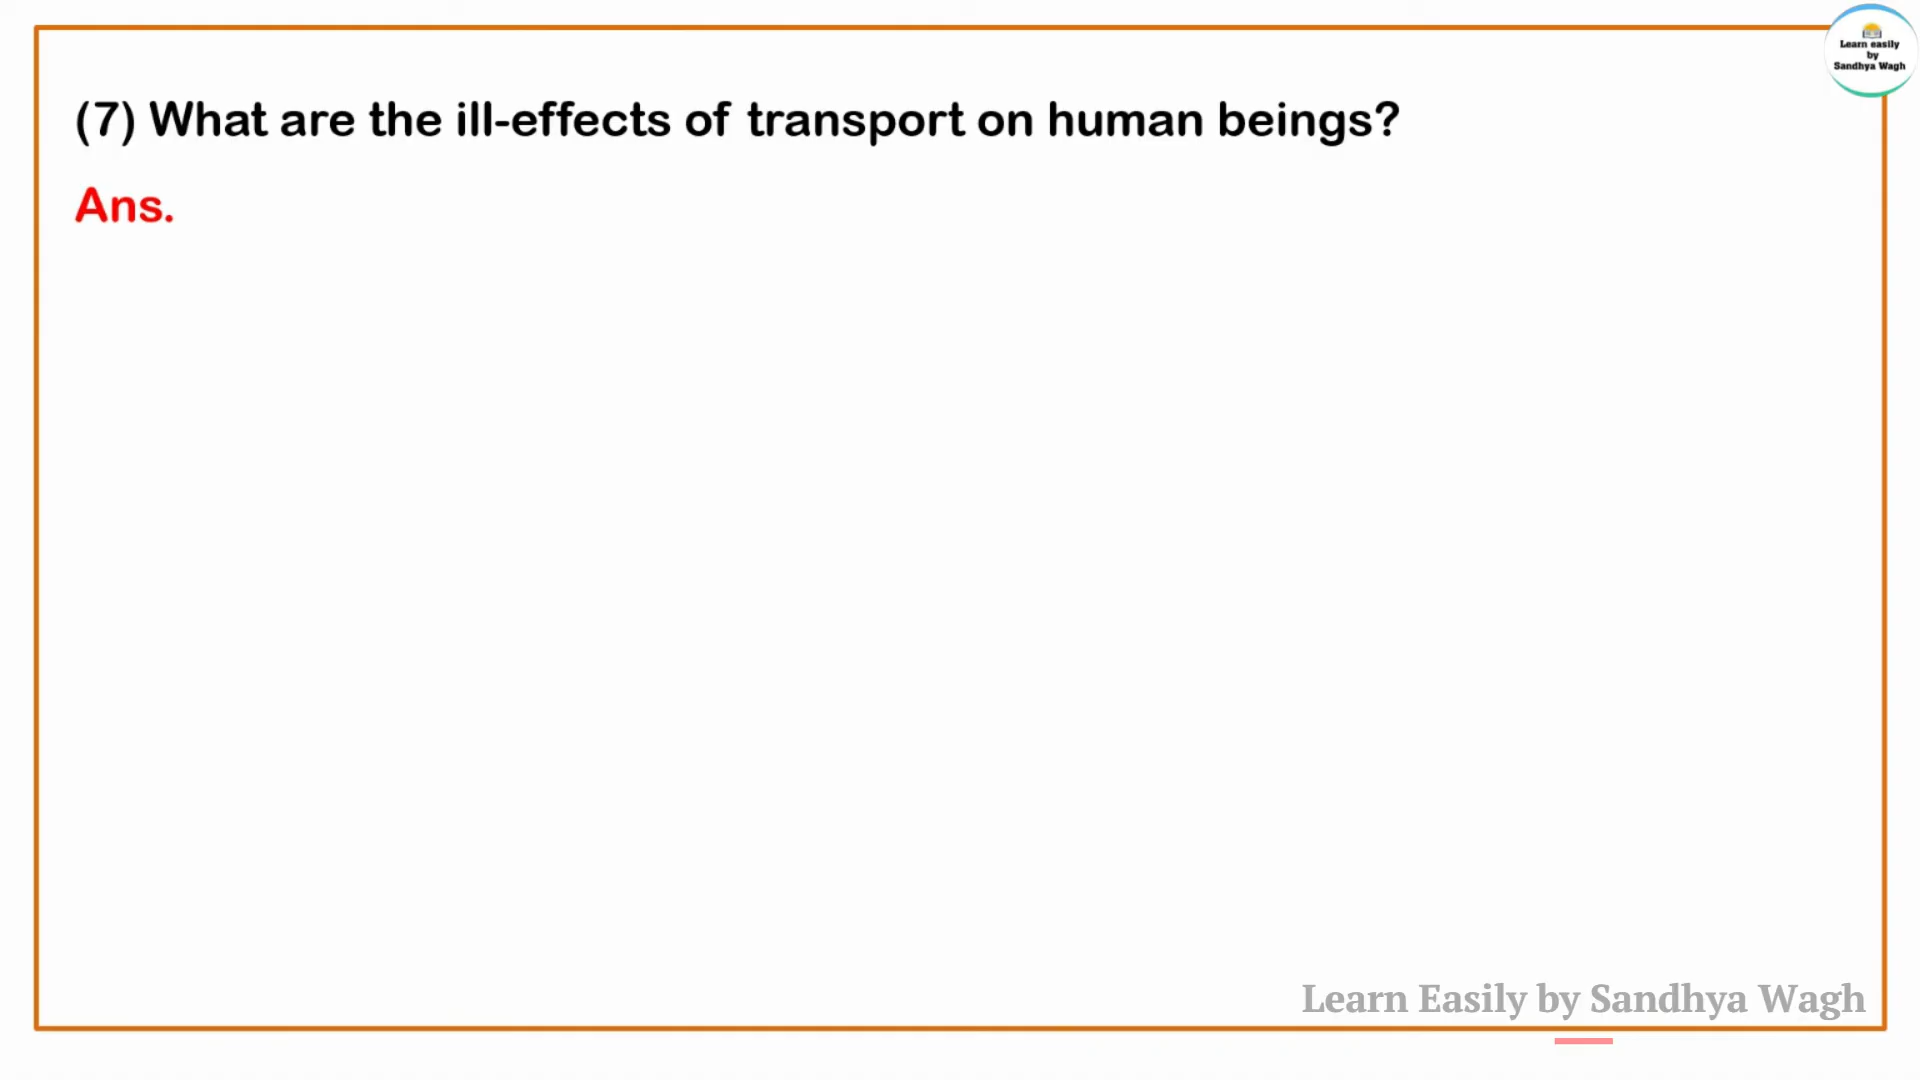 Learn easily
by
Sandhya Wagh
(7) What are the ill-effects of transport on human beings?
Ans.
Learn Easily by Sandhya Wagh